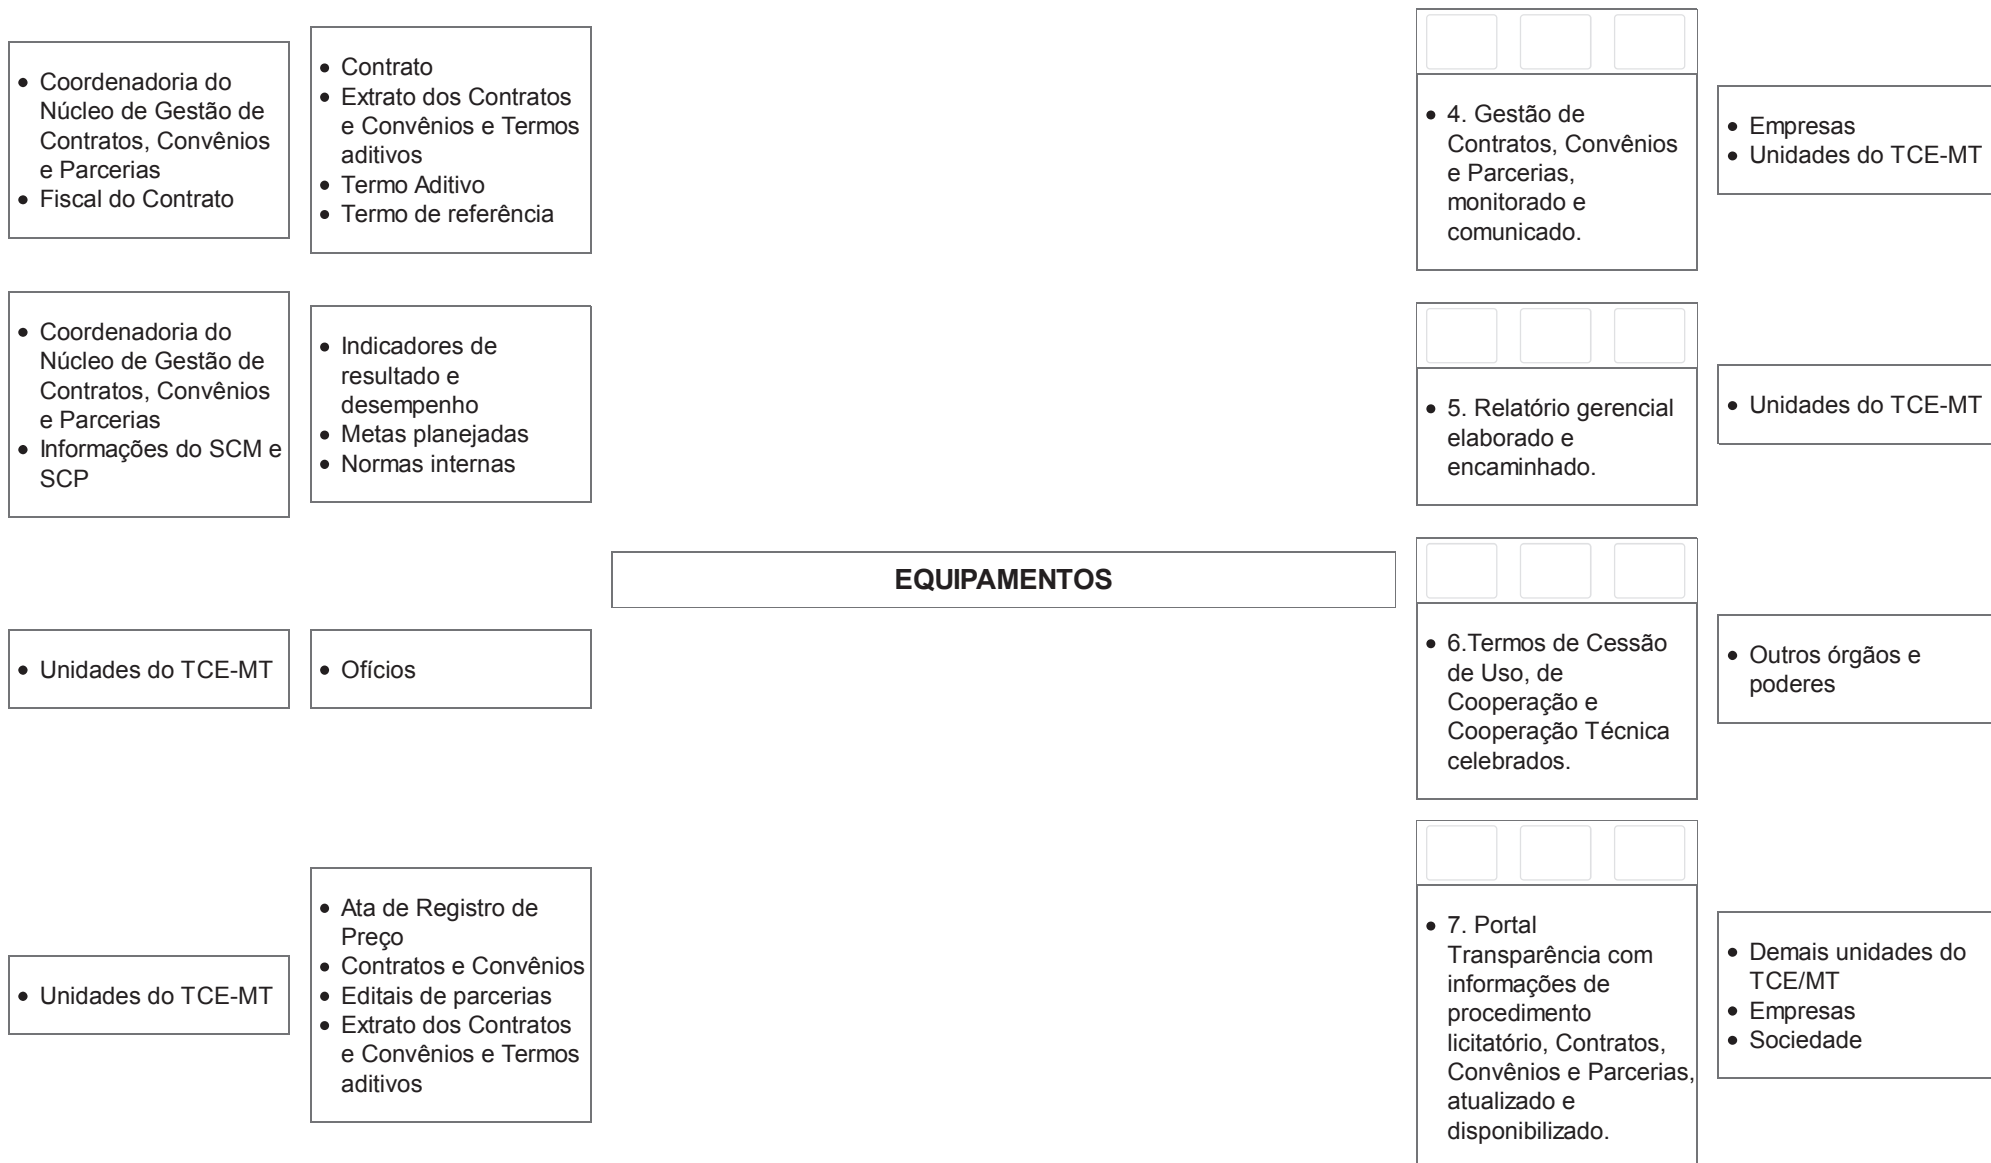 Coordenadoria do
Núcleo de Gestão de
Contratos, Convênios
e Parcerias
Fiscal do Contrato
Contrato
Extrato dos Contratos
e Convênios e Termos
aditivos
Termo Aditivo
Termo de referência
4. Gestão de
Contratos, Convênios
e Parcerias,
monitorado e
comunicado.
Empresas
Unidades do TCE-MT
Coordenadoria do
Núcleo de Gestão de
Contratos, Convênios
e Parcerias
Informações do SCM e
SCP
Indicadores de
resultado e
desempenho
Metas planejadas
Normas internas
5. Relatório gerencial
elaborado e
encaminhado.
Unidades do TCE-MT
EQUIPAMENTOS
Unidades do TCE-MT
Ofícios
6.Termos de Cessão
de Uso, de
Cooperação e
Cooperação Técnica
celebrados.
Outros órgãos e
poderes
Unidades do TCE-MT
Ata de Registro de
Preço
Contratos e Convênios
Editais de parcerias
Extrato dos Contratos
e Convênios e Termos
aditivos
7. Portal
Transparência com
informações de
procedimento
licitatório, Contratos,
Convênios e Parcerias,
atualizado e
disponibilizado.
Demais unidades do
TCE/MT
Empresas
Sociedade